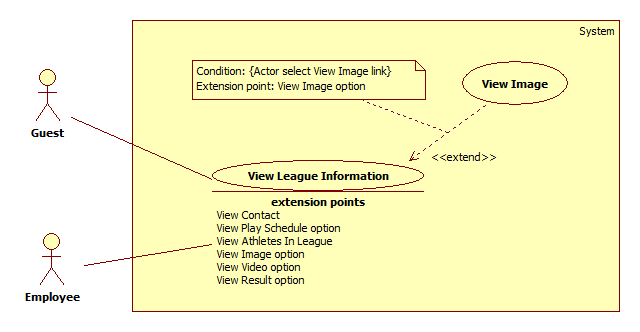 System
Condition: {Actor select View Image link}
Extension point: View Image option
View Image
Guest
<<extend>>
View League Information
extension points
View Contact
View Play Schedule option
View Athletes In League
View Image option
View Video option
View Result option
Employee